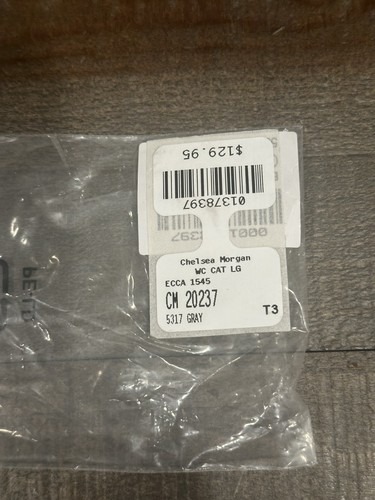 $129.95
01378397
Chelsea Morgan
WC CAT LG
ECCA 1545
CM 20237
5317 GRAY
T3